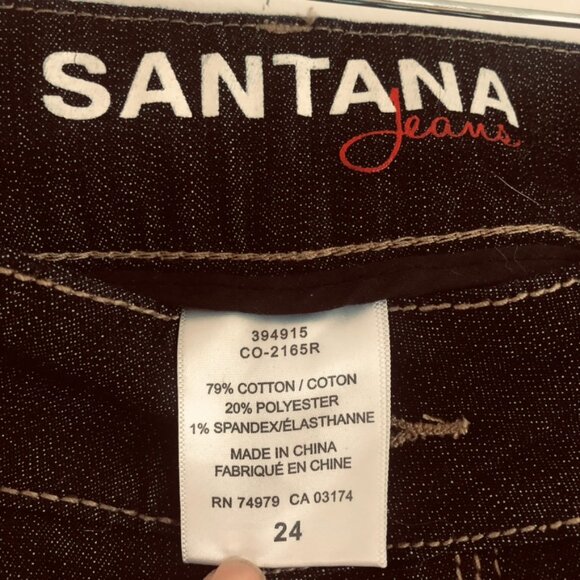 SANTANA
Jeans
394915
CO-2165R
79% COTTON / COTON
20% POLYESTER
1% SPANDEX/ÉLASTHANNE
MADE IN CHINA
FABRIQUÉ EN CHINE
RN 74979 CA 03174
24